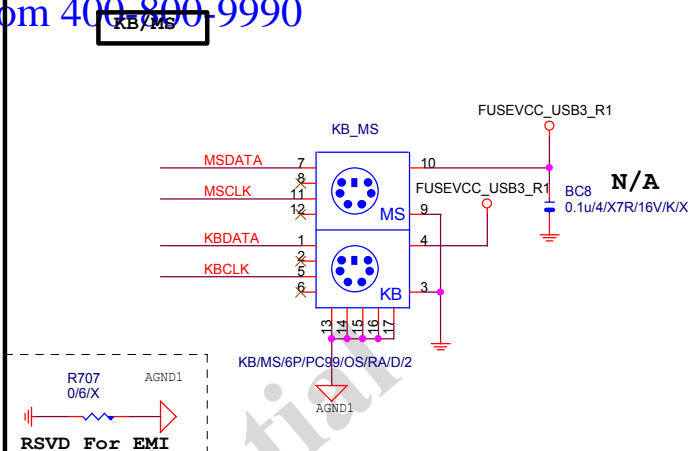 om 400-800-9990
KB/MS
FUSEVCC_USB3_R1
KB_MS
MSDATA 7
10
8
MSCLK 11
FUSEVCC_USB3_R1
BC8
N/A
0.1u/4/X7R/16V/K/X
12
MS
9
KBDATA 1
4
2
KBCLK 5
6
KB
3
13
14
15
16
17
KB/MS/6P/PC99/OS/RA/D/2
R707
0/6/X
AGND1
AGND1
RSVD For EMI
tial